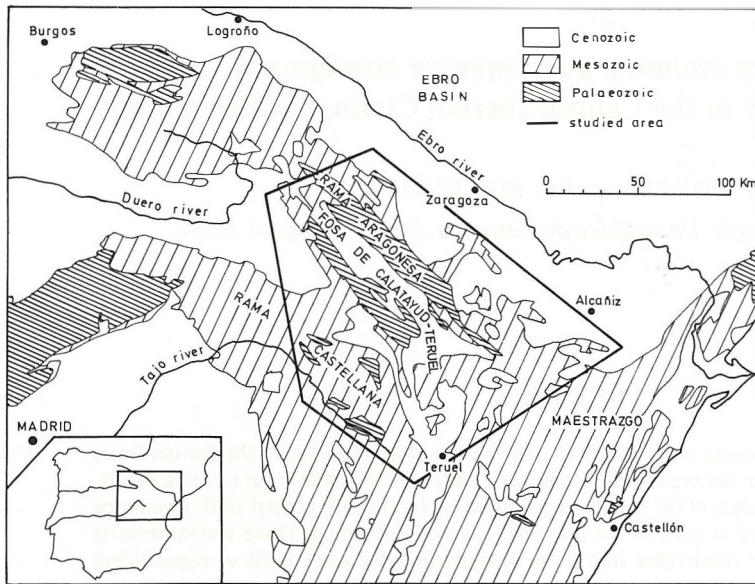 Burgos
Logroño
EBRO
BASIN
Cenozoic
Mesozoic
Palaeozoic
studied area
Ebro river
0 50 100 Km
Zaragoza
Duero river
RAMA ARAGONESA
FOSA DE CALATAYUD-TERUEL
RAMA
CASTELLANA
Alcañiz
Tajo river
MADRID
MAESTRAZGO
Teruel
Castellón